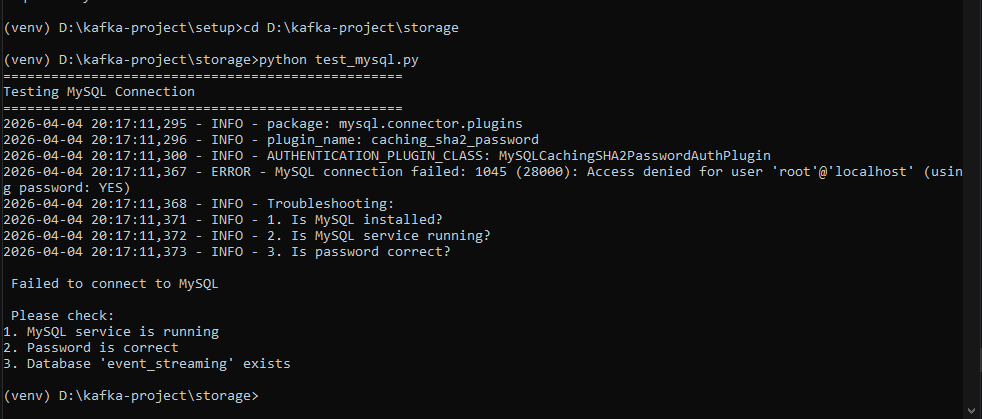 (venv) D:\kafka-project\setup>cd D:\kafka-project\storage
(venv) D:\kafka-project\storage>python test_mysql.py
==================================================
Testing MySQL Connection
==================================================
2026-04-04 20:17:11,295 - INFO - package: mysql.connector.plugins
2026-04-04 20:17:11,296 - INFO - plugin_name: caching_sha2_password
2026-04-04 20:17:11,300 - INFO - AUTHENTICATION_PLUGIN_CLASS: MySQLCachingSHA2PasswordAuthPlugin
2026-04-04 20:17:11,367 - ERROR - MySQL connection failed: 1045 (28000): Access denied for user 'root'@'localhost' (usin
g password: YES)
2026-04-04 20:17:11,368 - INFO - Troubleshooting:
2026-04-04 20:17:11,371 - INFO - 1. Is MySQL installed?
2026-04-04 20:17:11,372 - INFO - 2. Is MySQL service running?
2026-04-04 20:17:11,373 - INFO - 3. Is password correct?
Failed to connect to MySQL
Please check:
1. MySQL service is running
2. Password is correct
3. Database 'event_streaming' exists
(venv) D:\kafka-project\storage>